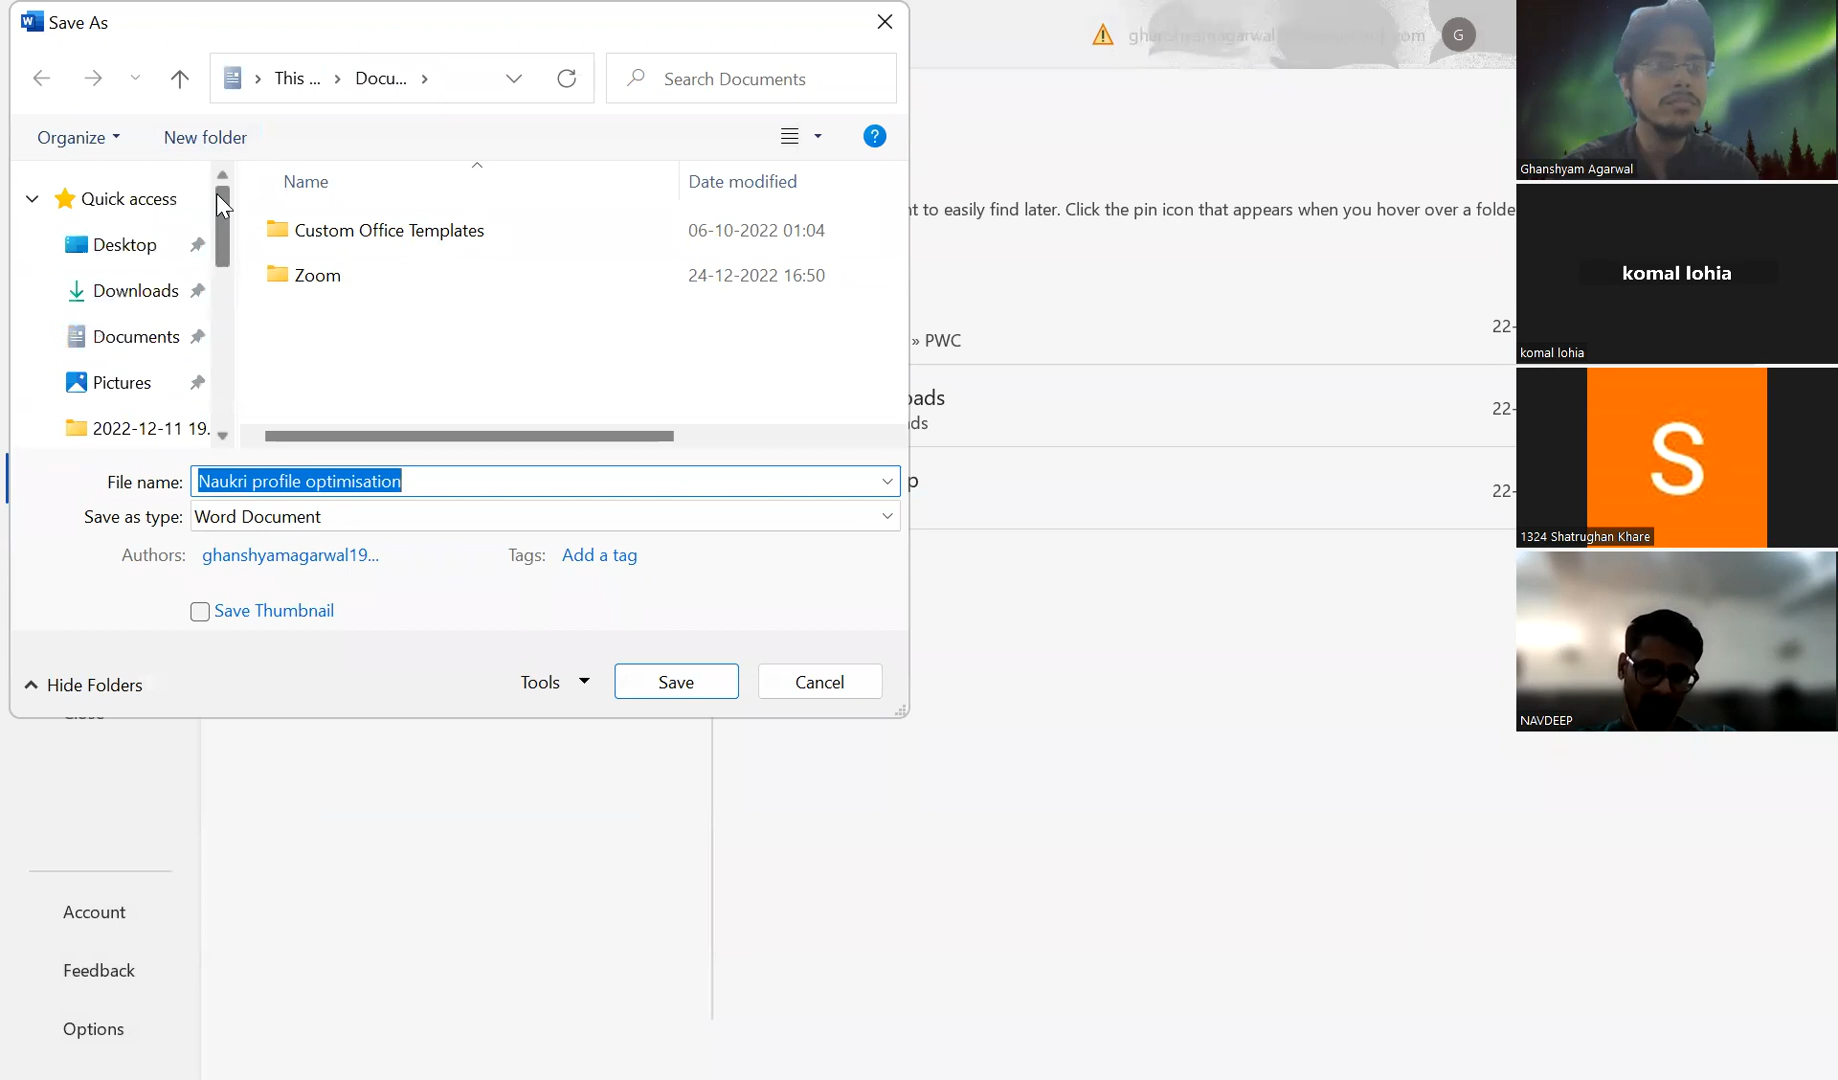 Save As
This ... > Docu... >
Search Documents
Organize
New folder
Name
Date modified
Quick access
Desktop
Downloads
Documents
Pictures
2022-12-11 19.
Custom Office Templates 06-10-2022 01:04
Zoom 24-12-2022 16:50
File name: Naukri profile optimisation
Save as type: Word Document
Authors: ghanshyamagarwal19...
Tags: Add a tag
Save Thumbnail
Hide Folders
Tools
Save
Cancel
Account
Feedback
Options
G
to easily find later. Click the pin icon that appears when you hover over a folde
» PWC
22-
22-
22-
Ghanshyam Agarwal
komal lohia
komal lohia
S
1324 Shatrughan Khare
NAVDEEP